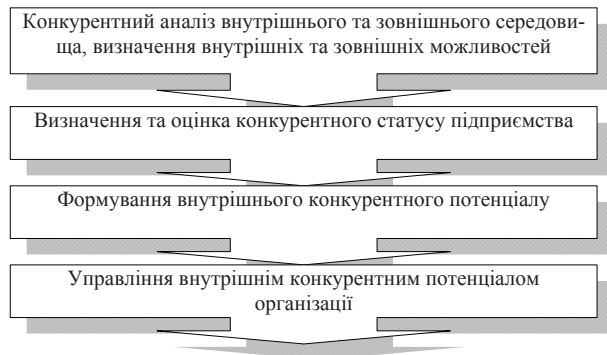 Конкурентний аналіз внутрішнього та зовнішнього середови-
ща, визначення внутрішніх та зовнішніх можливостей
Визначення та оцінка конкурентного статусу підприємства
Формування внутрішнього конкурентного потенціалу
Управління внутрішнім конкурентним потенціалом
організації